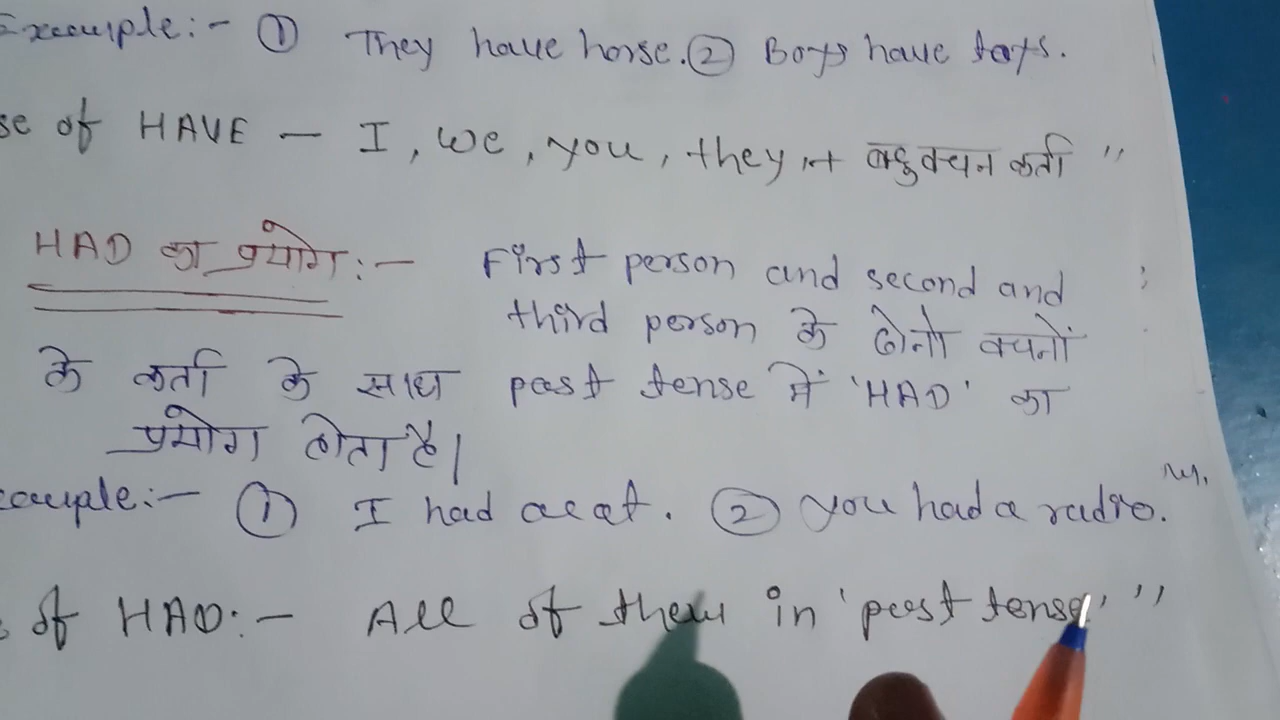 Example:- ① They have horse. ② Boys have toys.
se of HAVE – I, we, you, they, + बहुवचन कर्ता "
HAD का प्रयोग :- First person and second and
third person के दोनो वचनों
के कर्ता के साथ past tense में 'HAD' का
प्रयोग होता है।
xample:- ① I had a cat. ② You had a radio.
of HAD:- All of them in 'past tense' "